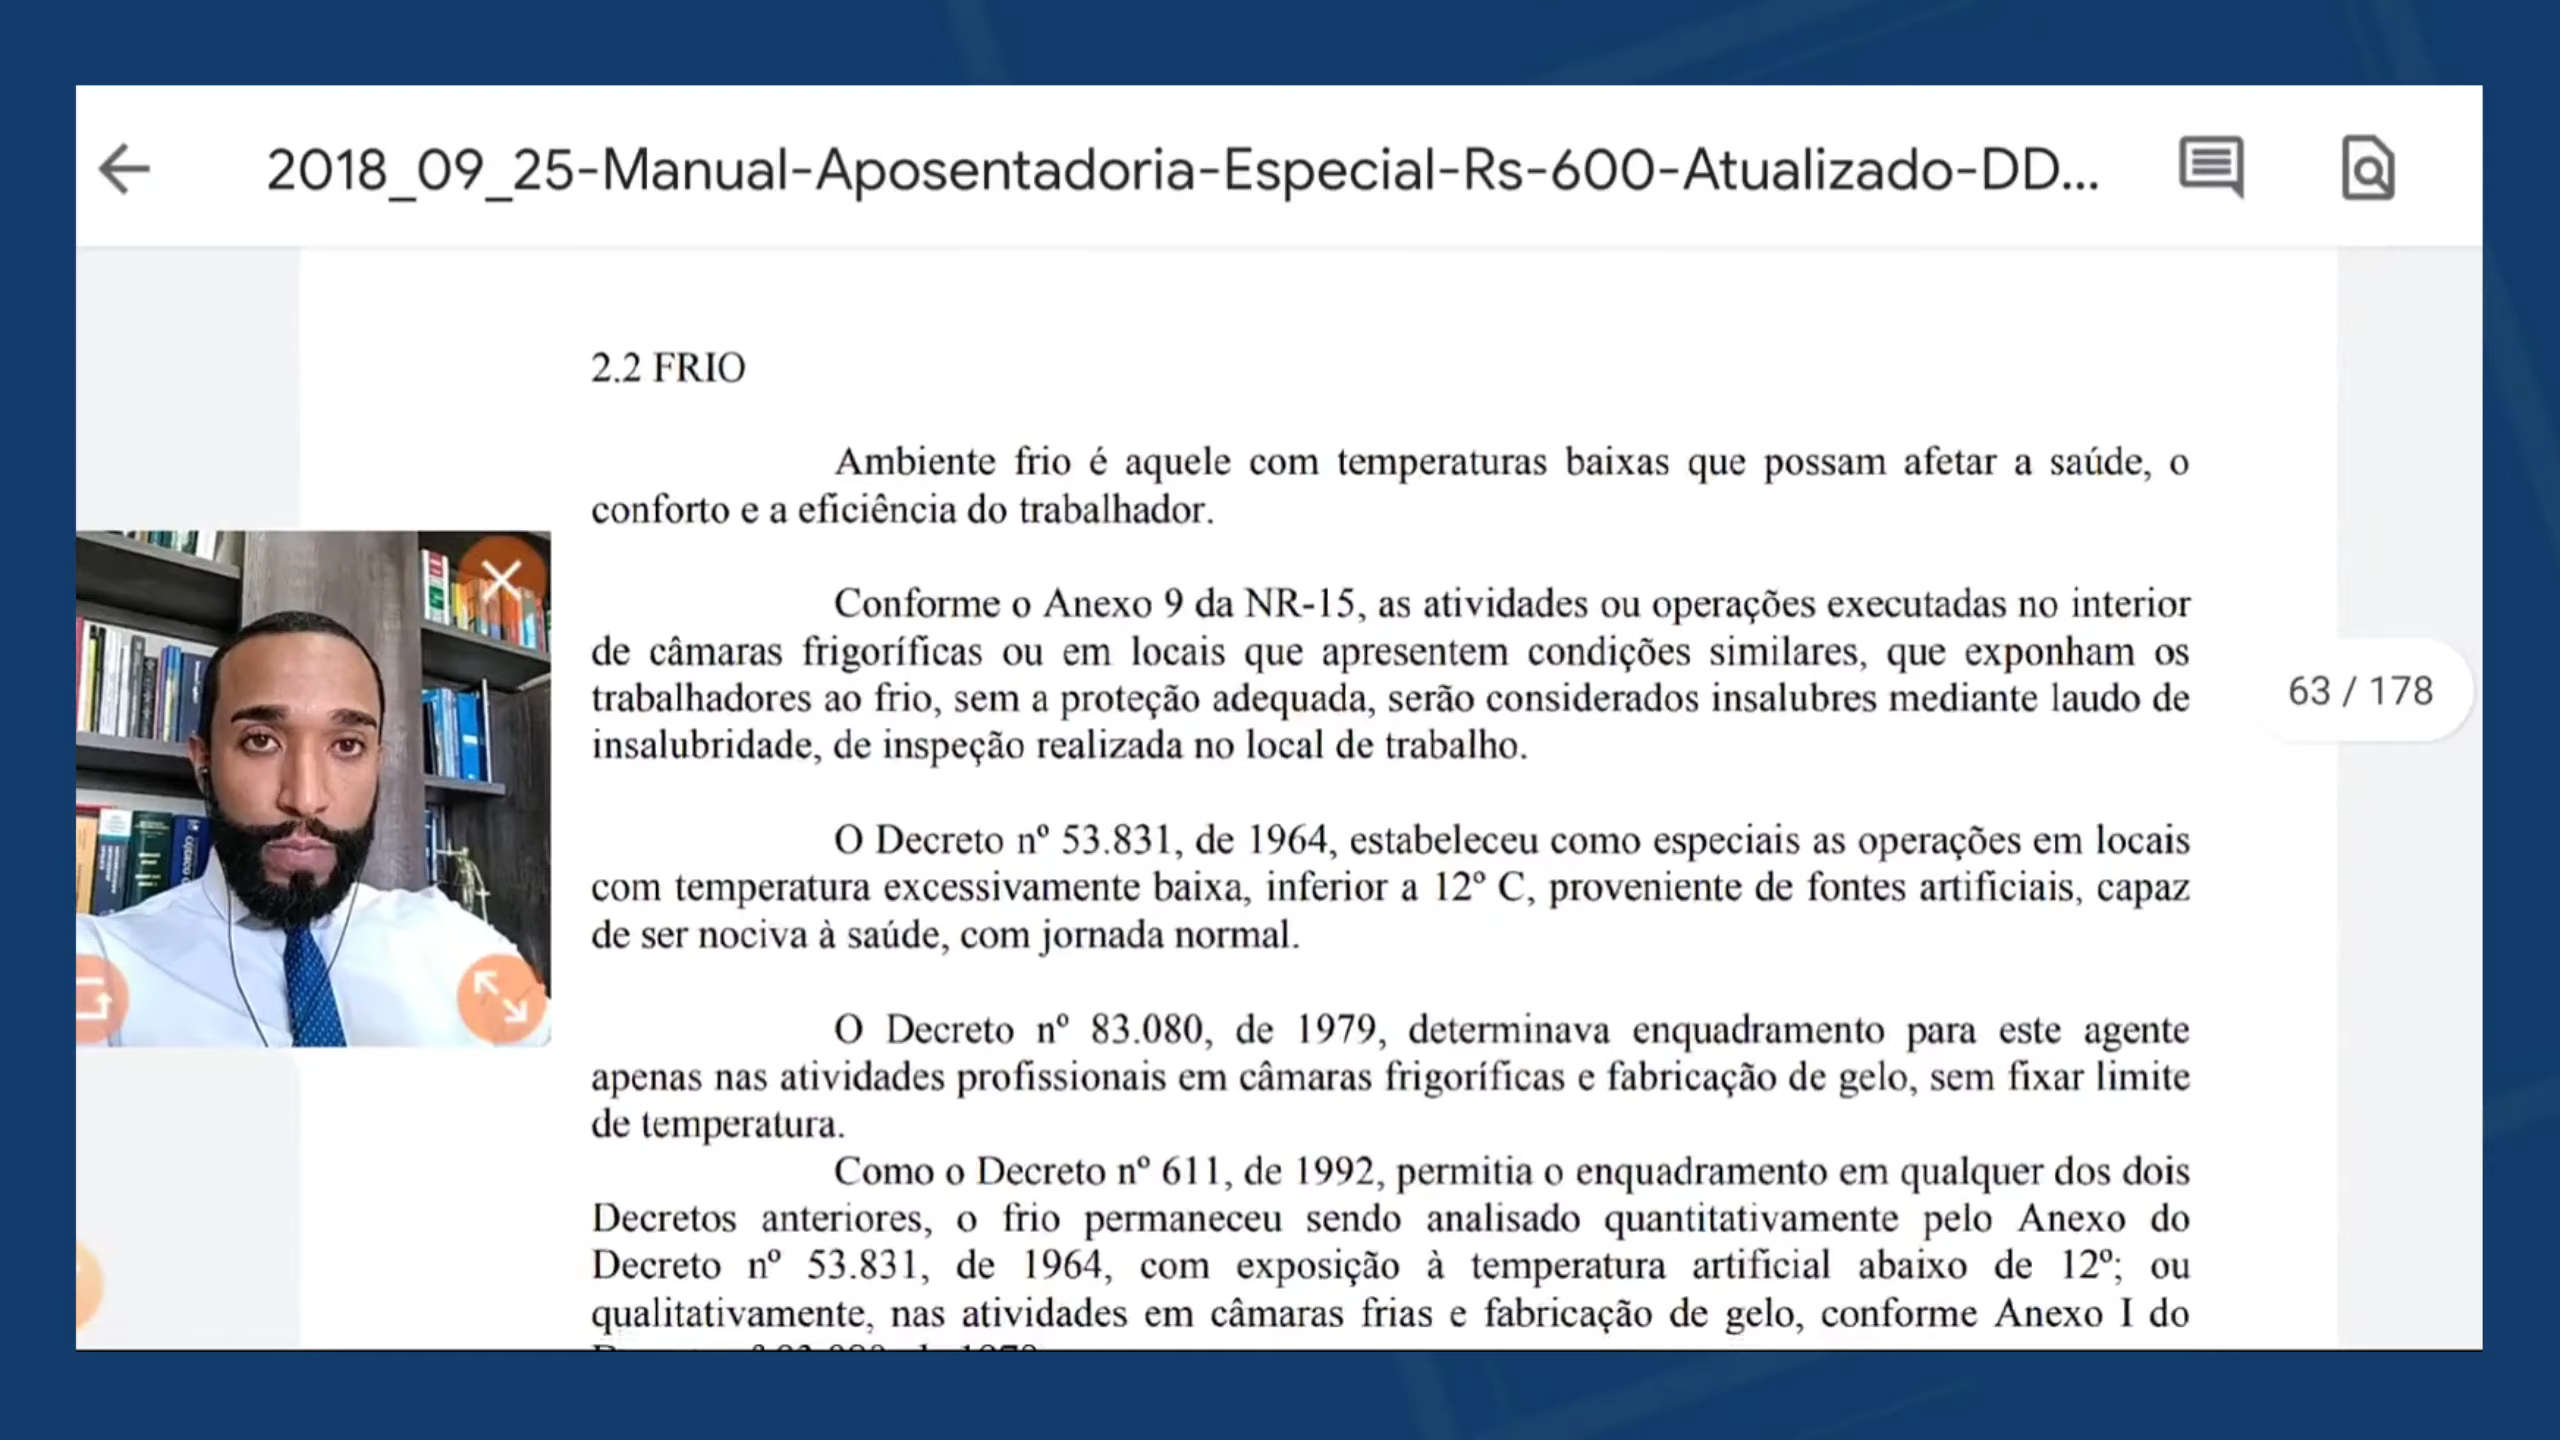 2018_09_25-Manual-Aposentadoria-Especial-Rs-600-Atualizado-DD...
2.2 FRIO
Ambiente frio é aquele com temperaturas baixas que possam afetar a saúde, o
conforto e a eficiência do trabalhador.
Conforme o Anexo 9 da NR-15, as atividades ou operações executadas no interior
de câmaras frigoríficas ou em locais que apresentem condições similares, que exponham os
trabalhadores ao frio, sem a proteção adequada, serão considerados insalubres mediante laudo de
insalubridade, de inspeção realizada no local de trabalho.
63 / 178
O Decreto nº 53.831, de 1964, estabeleceu como especiais as operações em locais
com temperatura excessivamente baixa, inferior a 12º C, proveniente de fontes artificiais, capaz
de ser nociva à saúde, com jornada normal.
O Decreto nº 83.080, de 1979, determinava enquadramento para este agente
apenas nas atividades profissionais em câmaras frigoríficas e fabricação de gelo, sem fixar limite
de temperatura.
Como o Decreto nº 611, de 1992, permitia o enquadramento em qualquer dos dois
Decretos anteriores, o frio permaneceu sendo analisado quantitativamente pelo Anexo do
Decreto nº 53.831, de 1964, com exposição à temperatura artificial abaixo de 12º; ou
qualitativamente, nas atividades em câmaras frias e fabricação de gelo, conforme Anexo I do